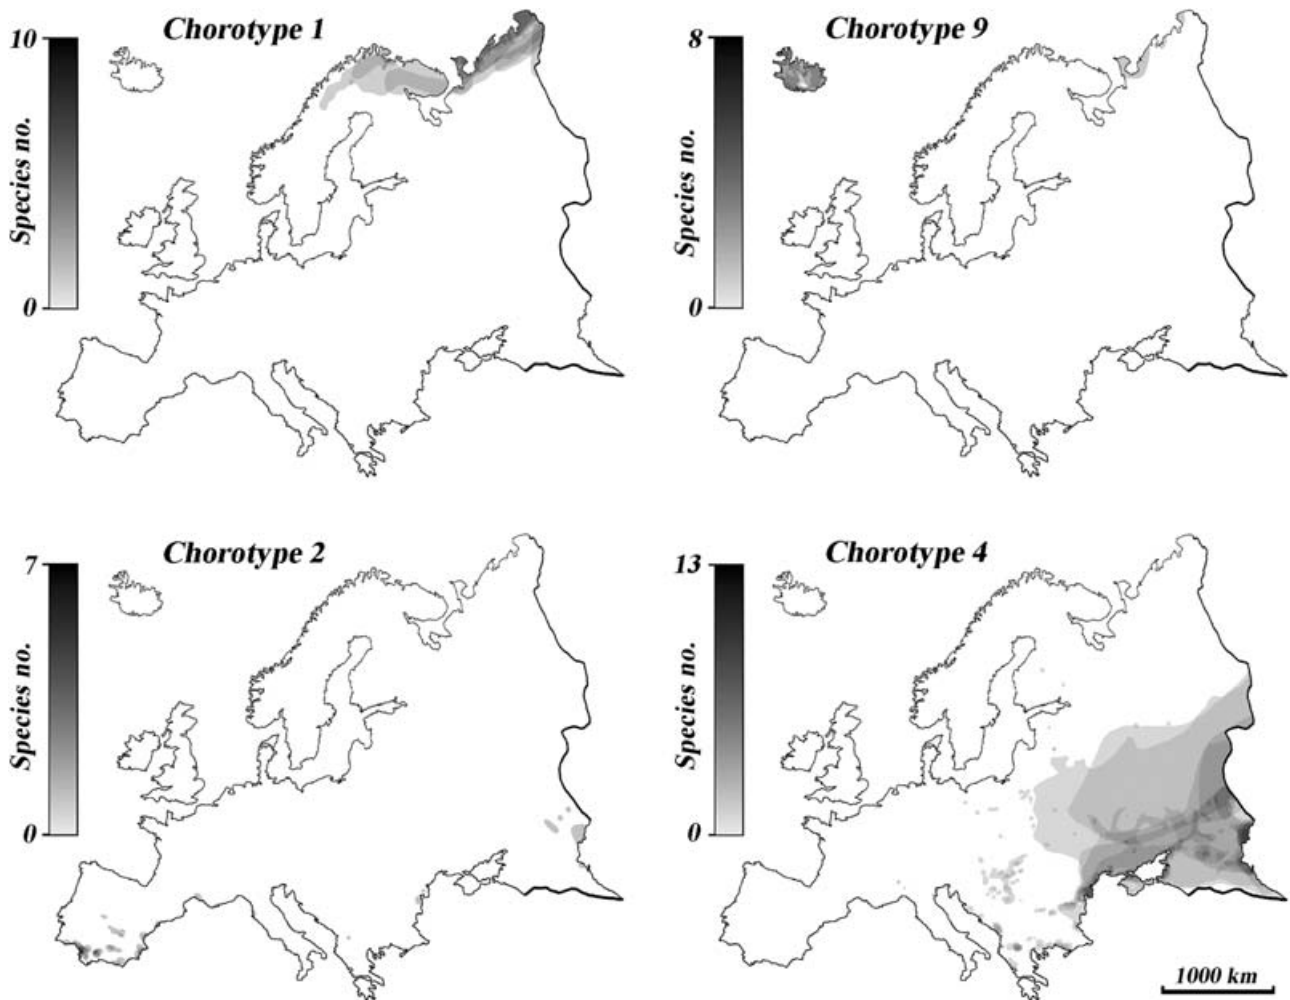 Chorotype 1
10
Species no.
0
Chorotype 9
8
Species no.
0
Chorotype 2
7
Species no.
0
Chorotype 4
13
Species no.
0
1000 km